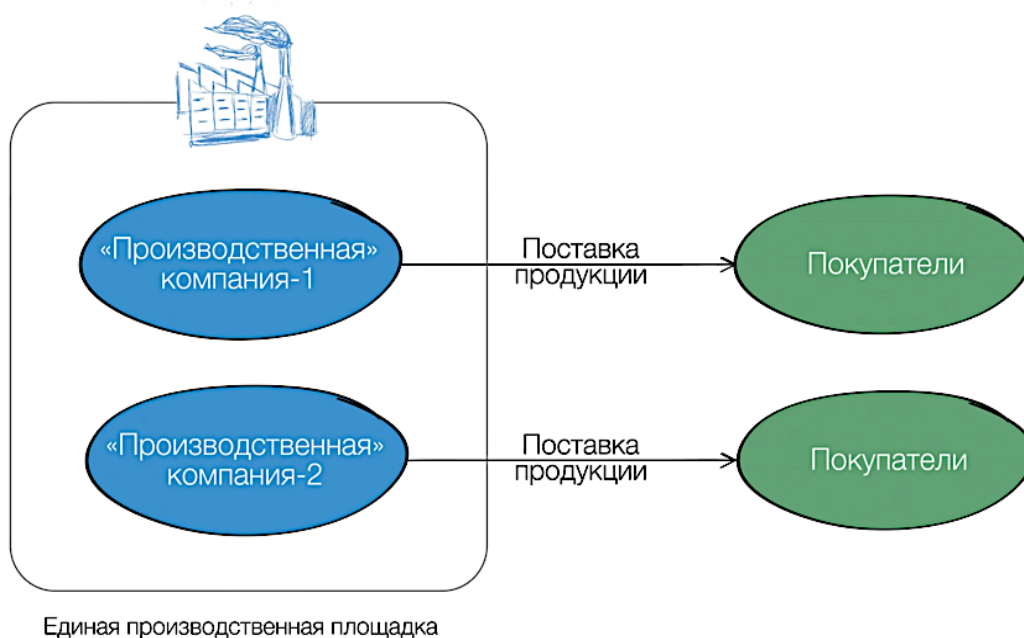 «Производственная»
компания-1
Поставка
продукции
Покупатели
«Производственная»
компания-2
Поставка
продукции
Покупатели
Единая производственная площадка